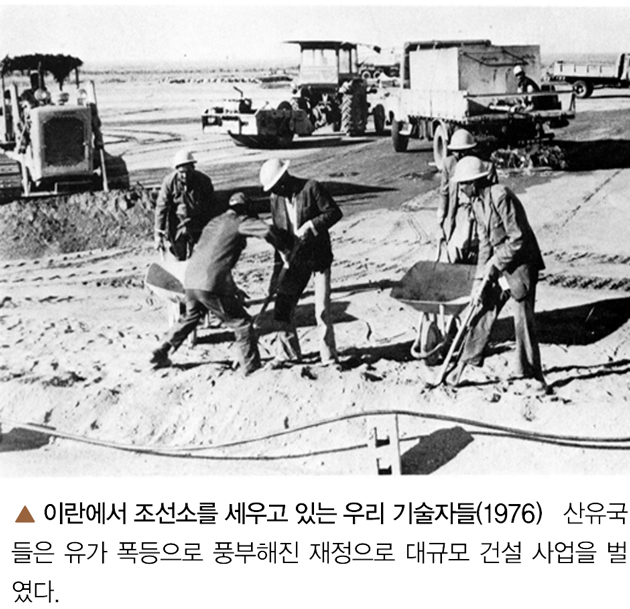 ▲ 이란에서 조선소를 세우고 있는 우리 기술자들(1976) 산유국
들은 유가 폭등으로 풍부해진 재정으로 대규모 건설 사업을 벌
였다.